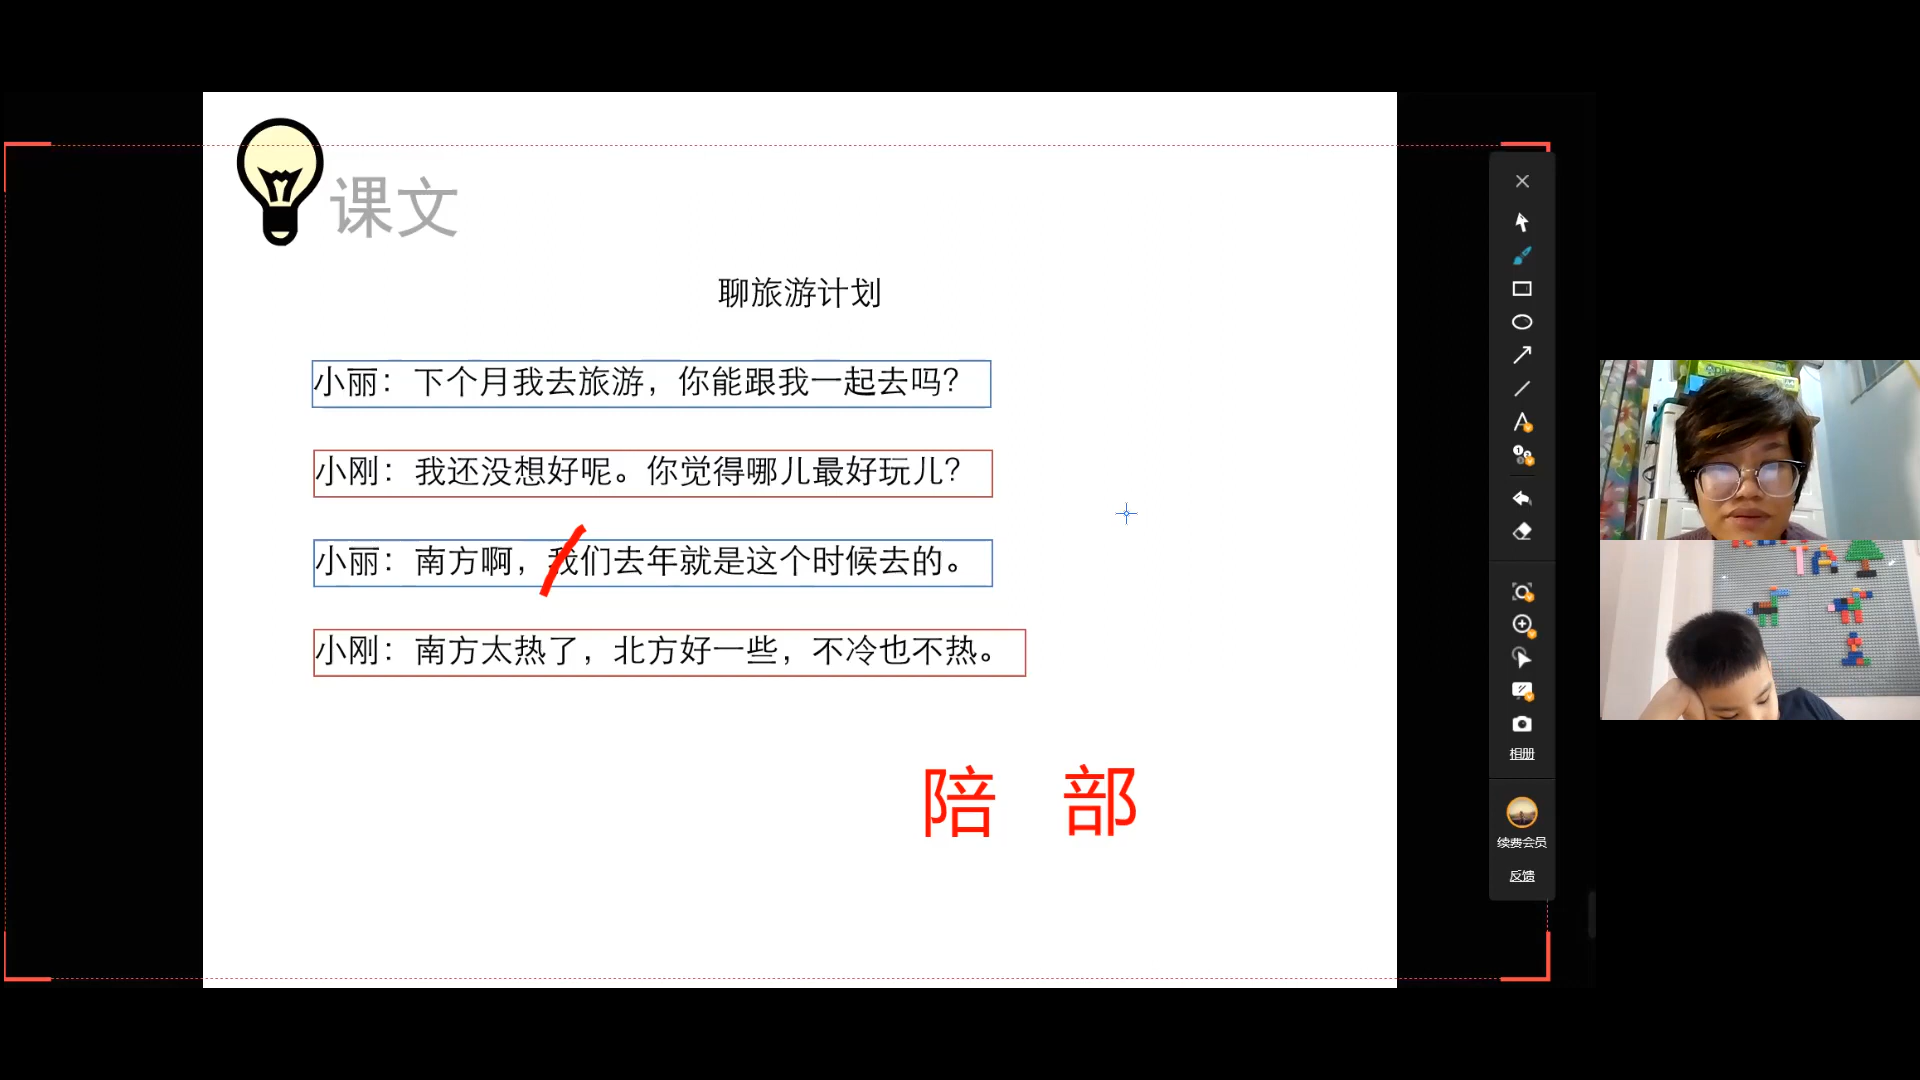 课文
聊旅游计划
小丽：下个月我去旅游，你能跟我一起去吗？
小刚：我还没想好呢。你觉得哪儿最好玩儿？
小丽：南方啊，我们去年就是这个时候去的。
小刚：南方太热了，北方好一些，不冷也不热。
陪 部
相册
续费会员
反馈